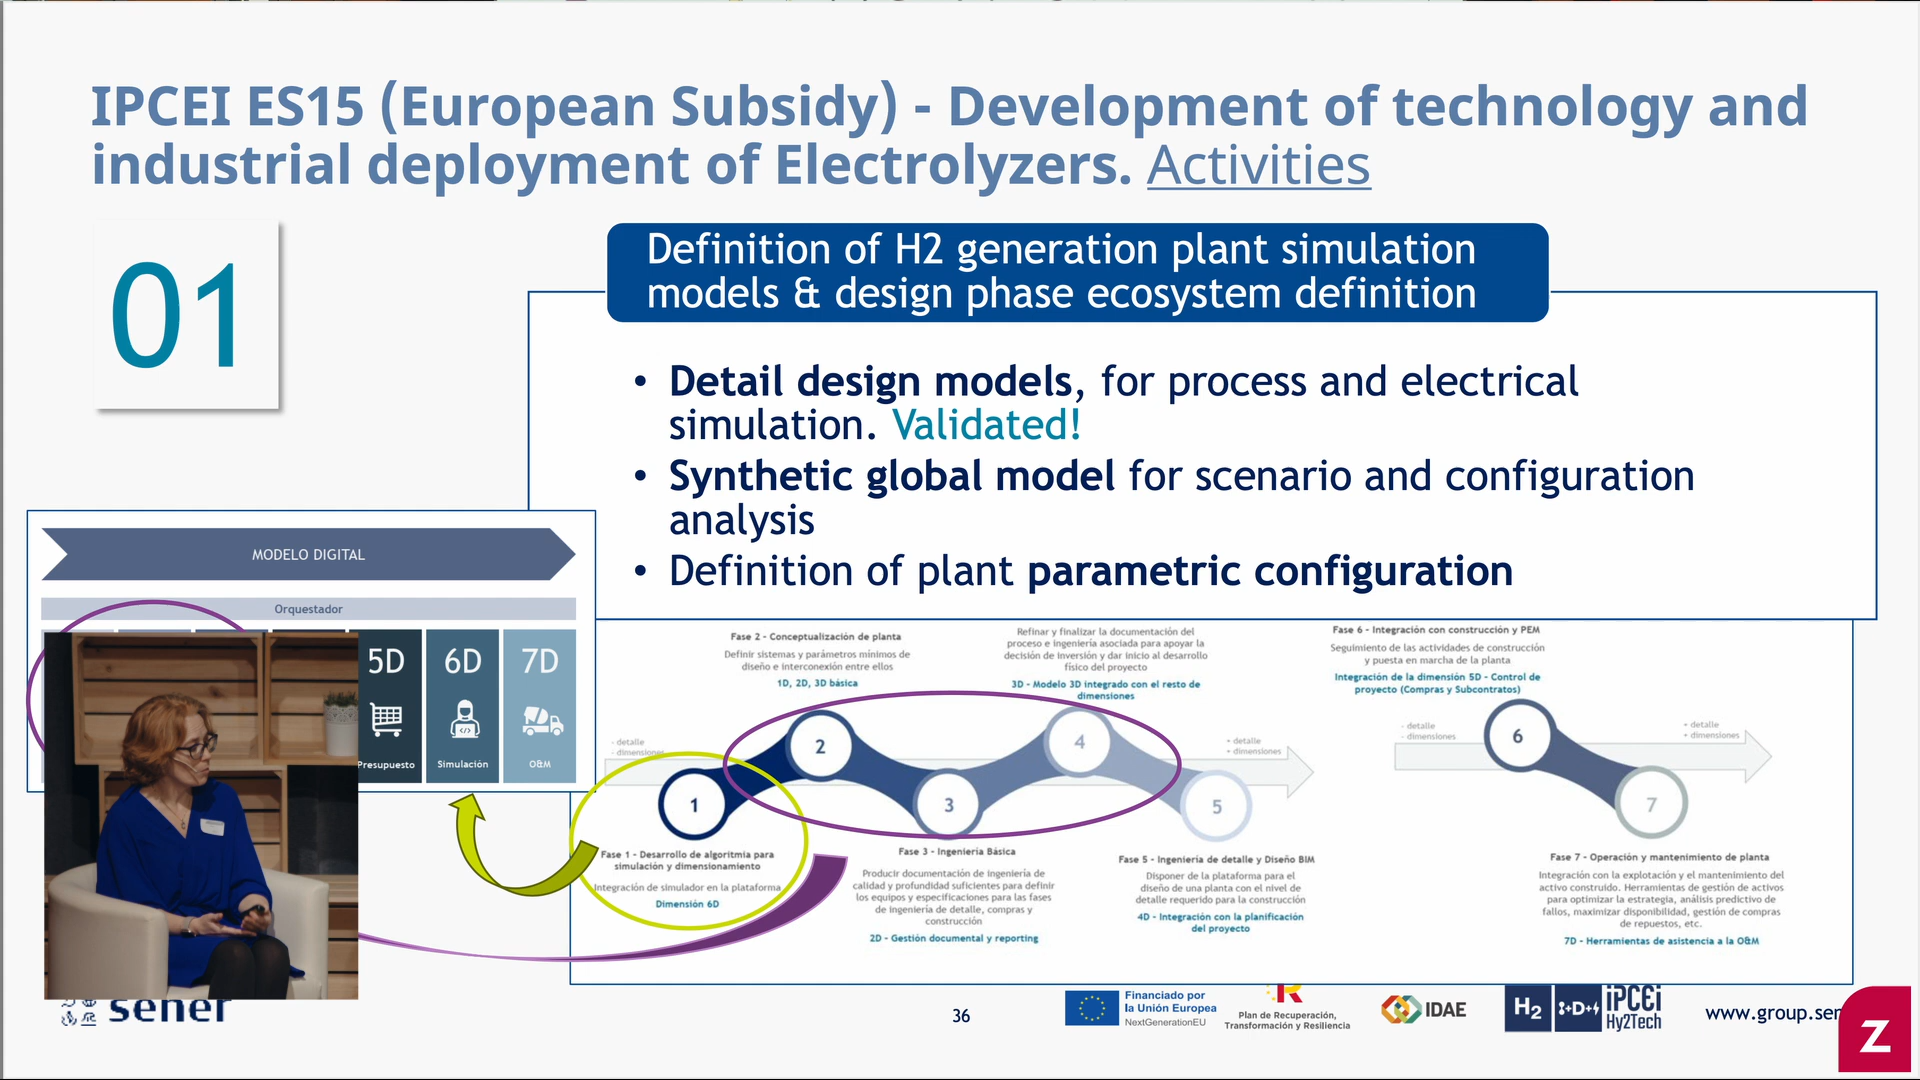 IPCEI ES15 (European Subsidy) - Development of technology and
industrial deployment of Electrolyzers. Activities
01
Definition of H2 generation plant simulation
models & design phase ecosystem definition
• Detail design models, for process and electrical
simulation. Validated!
• Synthetic global model for scenario and configuration
analysis
• Definition of plant parametric configuration
MODELO DIGITAL
Orquestador
5D
Presupuesto
6D
Simulación
7D
O&M
Fase 2 - Conceptualización de planta
Definir sistemas y parámetros mínimos de
diseño e interconexión entre ellos
1D, 2D, 3D básica
Refinar y finalizar la documentación del
proceso e ingeniería asociada para apoyar la
decisión de inversión y dar inicio al desarrollo
físico del proyecto
3D - Modelo 3D integrado con el resto de
dimensiones
Fase 6 - Integración con construcción y PEM
Seguimiento de las actividades de construcción
y puesta en marcha de la planta
Integración de la dimensión 5D - Control de
proyecto (Compras y Subcontratos)
- detalle
- dimensiones
+ detalle
+ dimensiones
- detalle
- dimensiones
+ detalle
+ dimensiones
1
2
3
4
5
6
7
Fase 1 - Desarrollo de algoritmia para
simulación y dimensionamiento
Integración de simulador en la plataforma
Dimensión 6D
Fase 3 - Ingeniería Básica
Producir documentación de ingeniería de
calidad y profundidad suficientes para definir
los equipos y especificaciones para las fases
de ingeniería de detalle, compras y
construcción
2D - Gestión documental y reporting
Fase 5 - Ingeniería de detalle y Diseño BIM
Disponer de la plataforma para el
diseño de una planta con el nivel de
detalle requerido para la construcción
4D - Integración con la planificación
del proyecto
Fase 7 - Operación y mantenimiento de planta
Integración con la explotación y el mantenimiento del
activo construido. Herramientas de gestión de activos
para optimizar la estrategia, análisis predictivo de
fallos, maximizar disponibilidad, gestión de compras
de repuestos, etc.
7D - Herramientas de asistencia a la O&M
sener
36
Financiado por
la Unión Europea
NextGenerationEU
R
Plan de Recuperación,
Transformación y Resiliencia
IDAE
H2
I+D+i
iPCEi
Hy2Tech
www.group.sen
Z